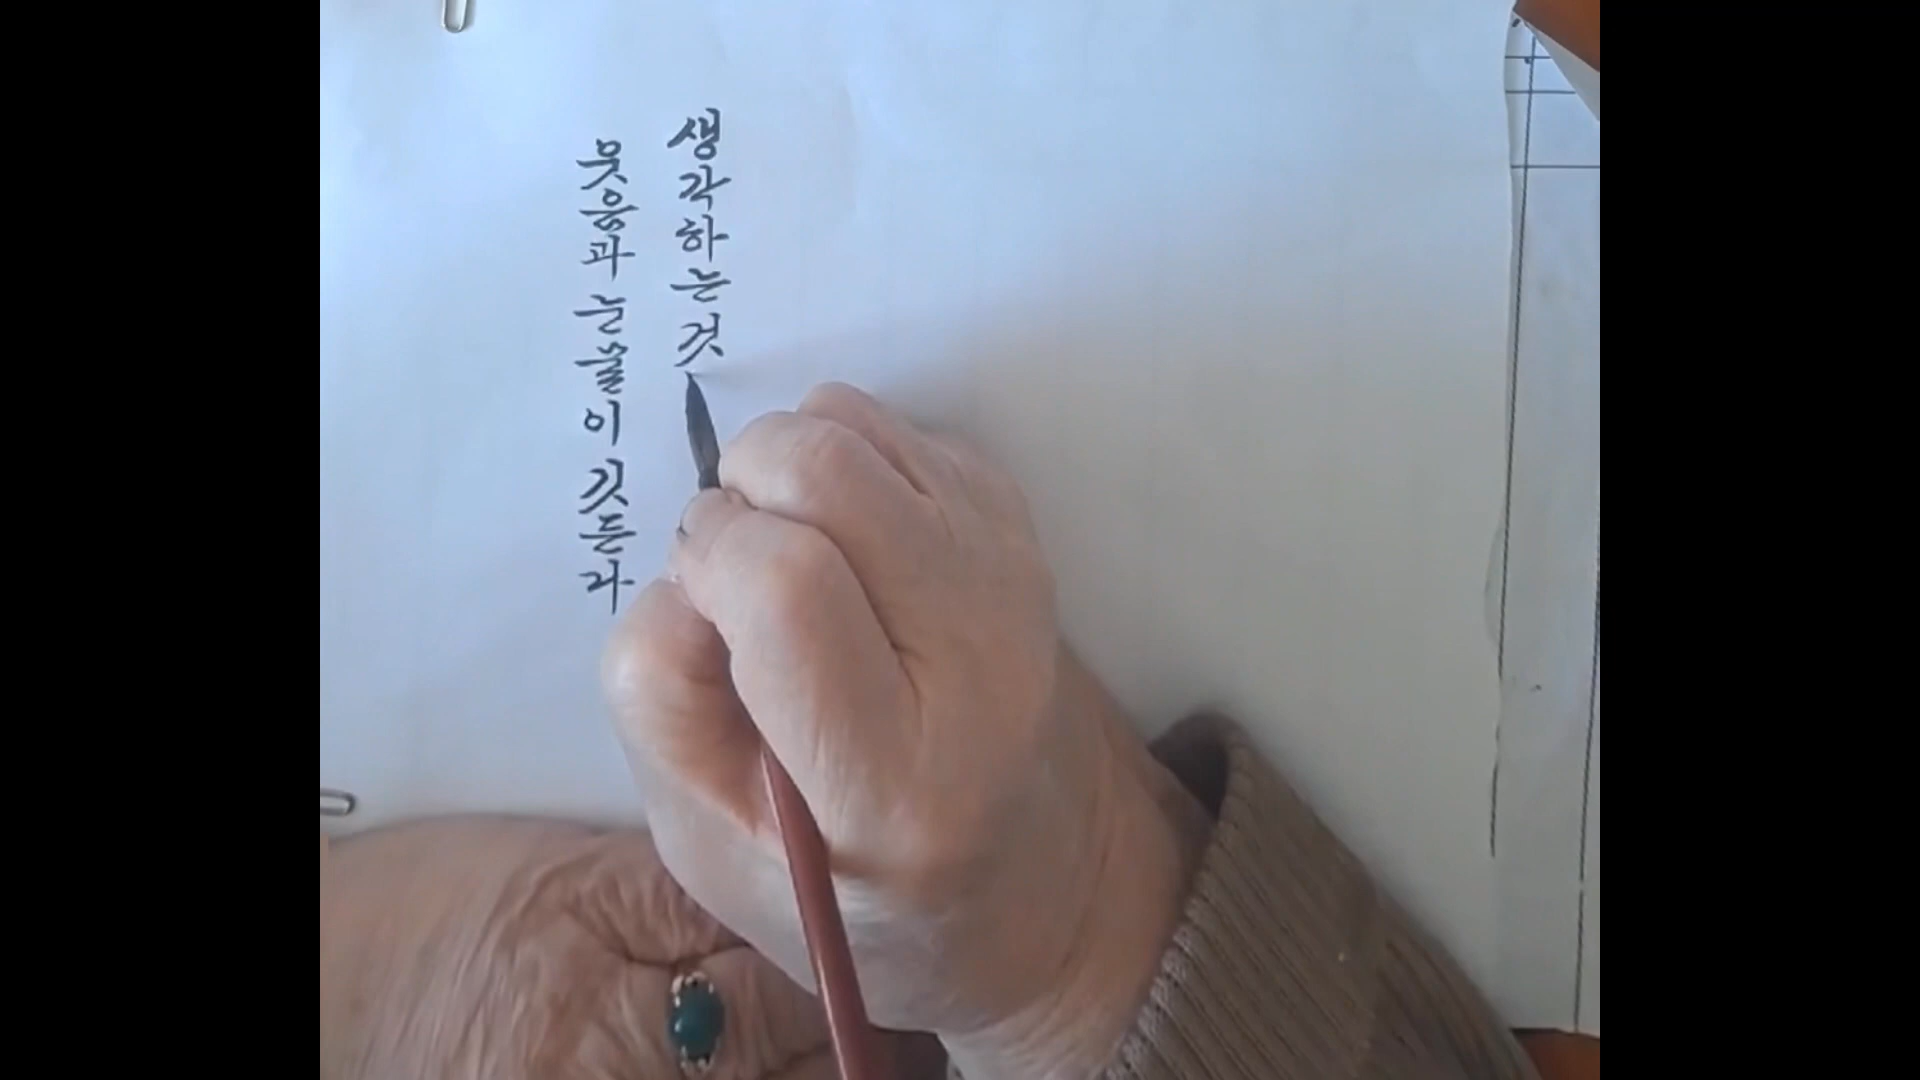 웃음과 눈물이 깃든
생각하는 것